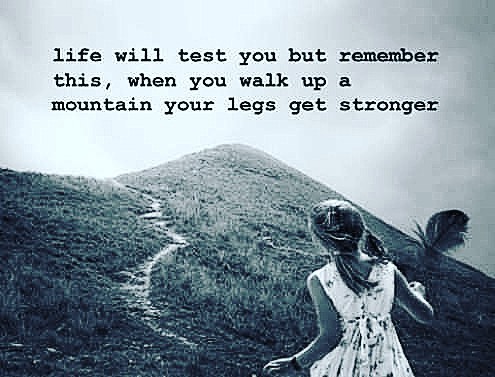 life will test you but remember
this, when you walk up a
mountain your legs get stronger